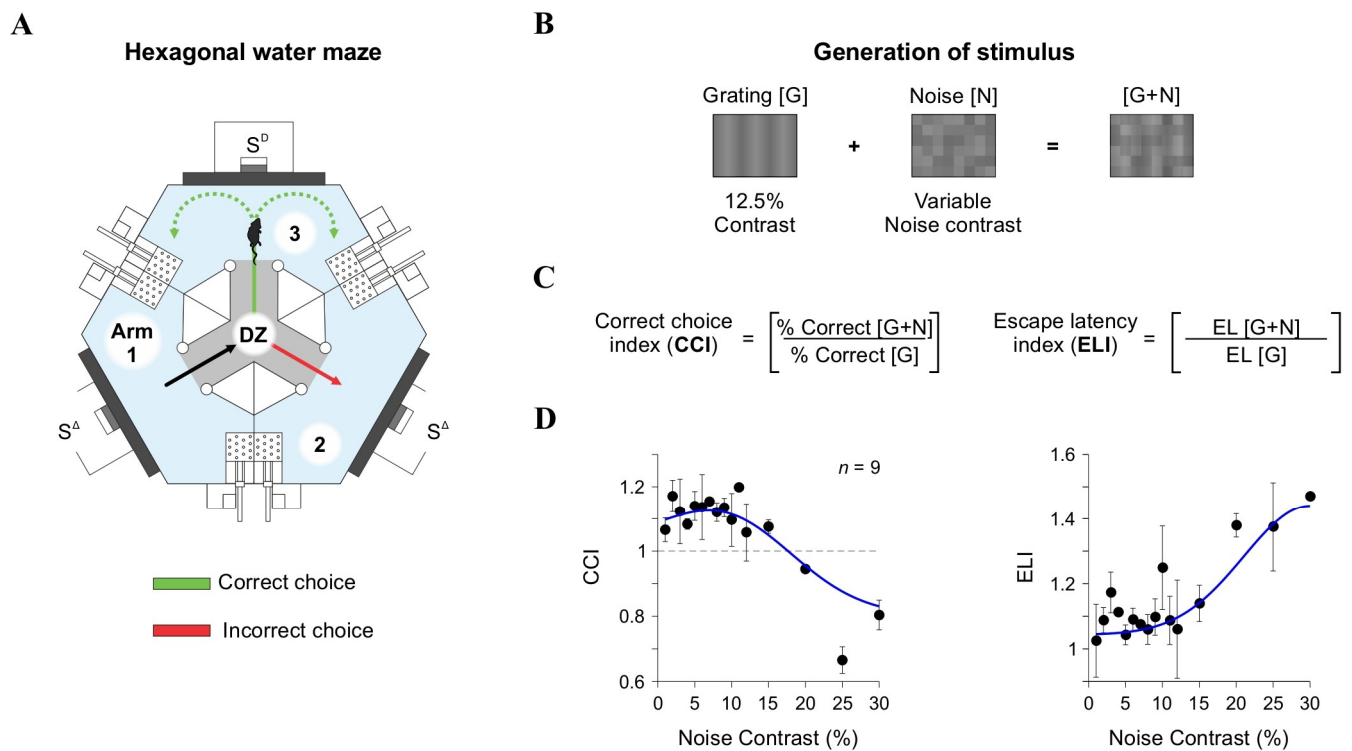 A
Hexagonal water maze
S^D
3
Arm
1
DZ
S^Δ
S^Δ
2
Correct choice
Incorrect choice
B
Generation of stimulus
Grating [G]
Noise [N]
[G+N]
+
=
12.5%
Contrast
Variable
Noise contrast
C
Correct choice
index (CCI)
=
% Correct [G+N]
% Correct [G]
Escape latency
index (ELI)
=
EL [G+N]
EL [G]
D
n = 9
CCI
1.2
1
0.8
0.6
0 5 10 15 20 25 30
Noise Contrast (%)
ELI
1.6
1.4
1.2
1
0 5 10 15 20 25 30
Noise Contrast (%)